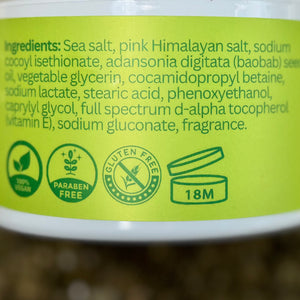 Ingredients: Sea salt, pink Himalayan salt, sodium
cocoyl isethionate, adansonia digitata (baobab) seed
oil, vegetable glycerin, cocamidopropyl betaine,
sodium lactate, stearic acid, phenoxyethanol,
caprylyl glycol, full spectrum d-alpha tocopherol
(vitamin E), sodium gluconate, fragrance.
100%
VEGAN
PARABEN
FREE
GLUTEN FREE
18M